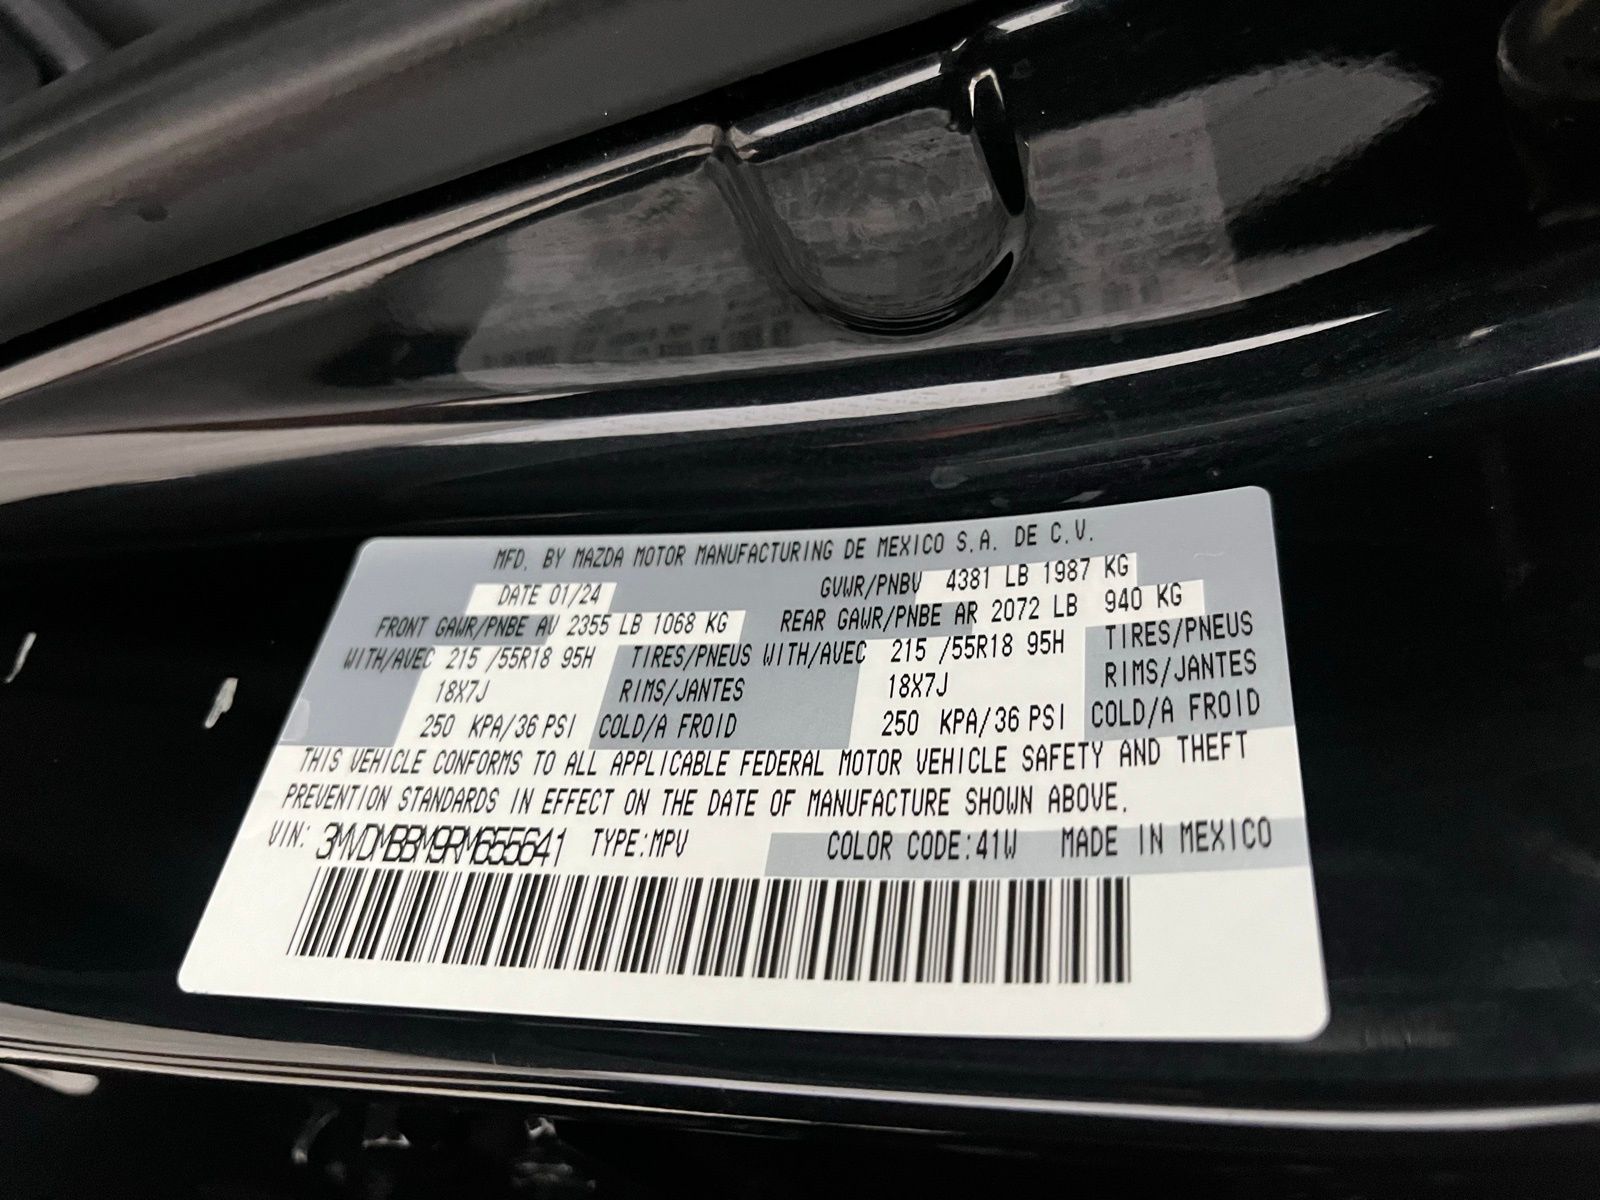 MFD. BY MAZDA MOTOR MANUFACTURING DE MEXICO S.A. DE C.V.
DATE 01/24 GVWR/PNBV 4381 LB 1987 KG
FRONT GAWR/PNBE AV 2355 LB 1068 KG REAR GAWR/PNBE AR 2072 LB 940 KG
WITH/AVEC 215 /55R18 95H TIRES/PNEUS WITH/AVEC 215 /55R18 95H TIRES/PNEUS
18X7J RIMS/JANTES 18X7J RIMS/JANTES
250 KPA/36 PSI COLD/A FROID 250 KPA/36 PSI COLD/A FROID
THIS VEHICLE CONFORMS TO ALL APPLICABLE FEDERAL MOTOR VEHICLE SAFETY AND THEFT
PREVENTION STANDARDS IN EFFECT ON THE DATE OF MANUFACTURE SHOWN ABOVE.
VIN: 3MVDMBBM9RM655641 TYPE:MPV COLOR CODE:41W MADE IN MEXICO